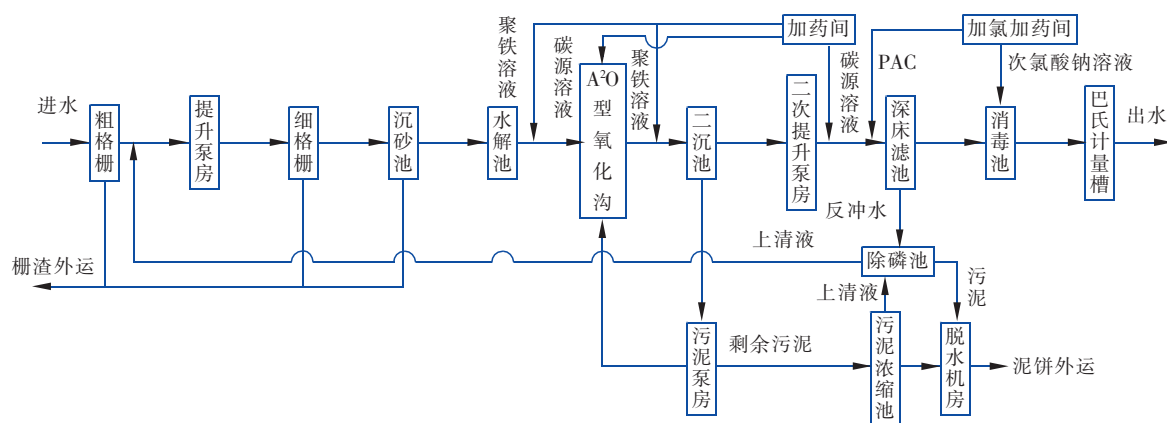 进水
粗格栅
提升泵房
细格栅
沉砂池
水解池
聚铁溶液
碳源溶液
A²O型氧化沟
聚铁溶液
加药间
二沉池
二次提升泵房
碳源溶液
PAC
加氯加药间
次氯酸钠溶液
深床滤池
消毒池
巴氏计量槽
出水
反冲水
上清液
除磷池
栅渣外运
上清液
污泥
污泥泵房
剩余污泥
污泥浓缩池
脱水机房
泥饼外运